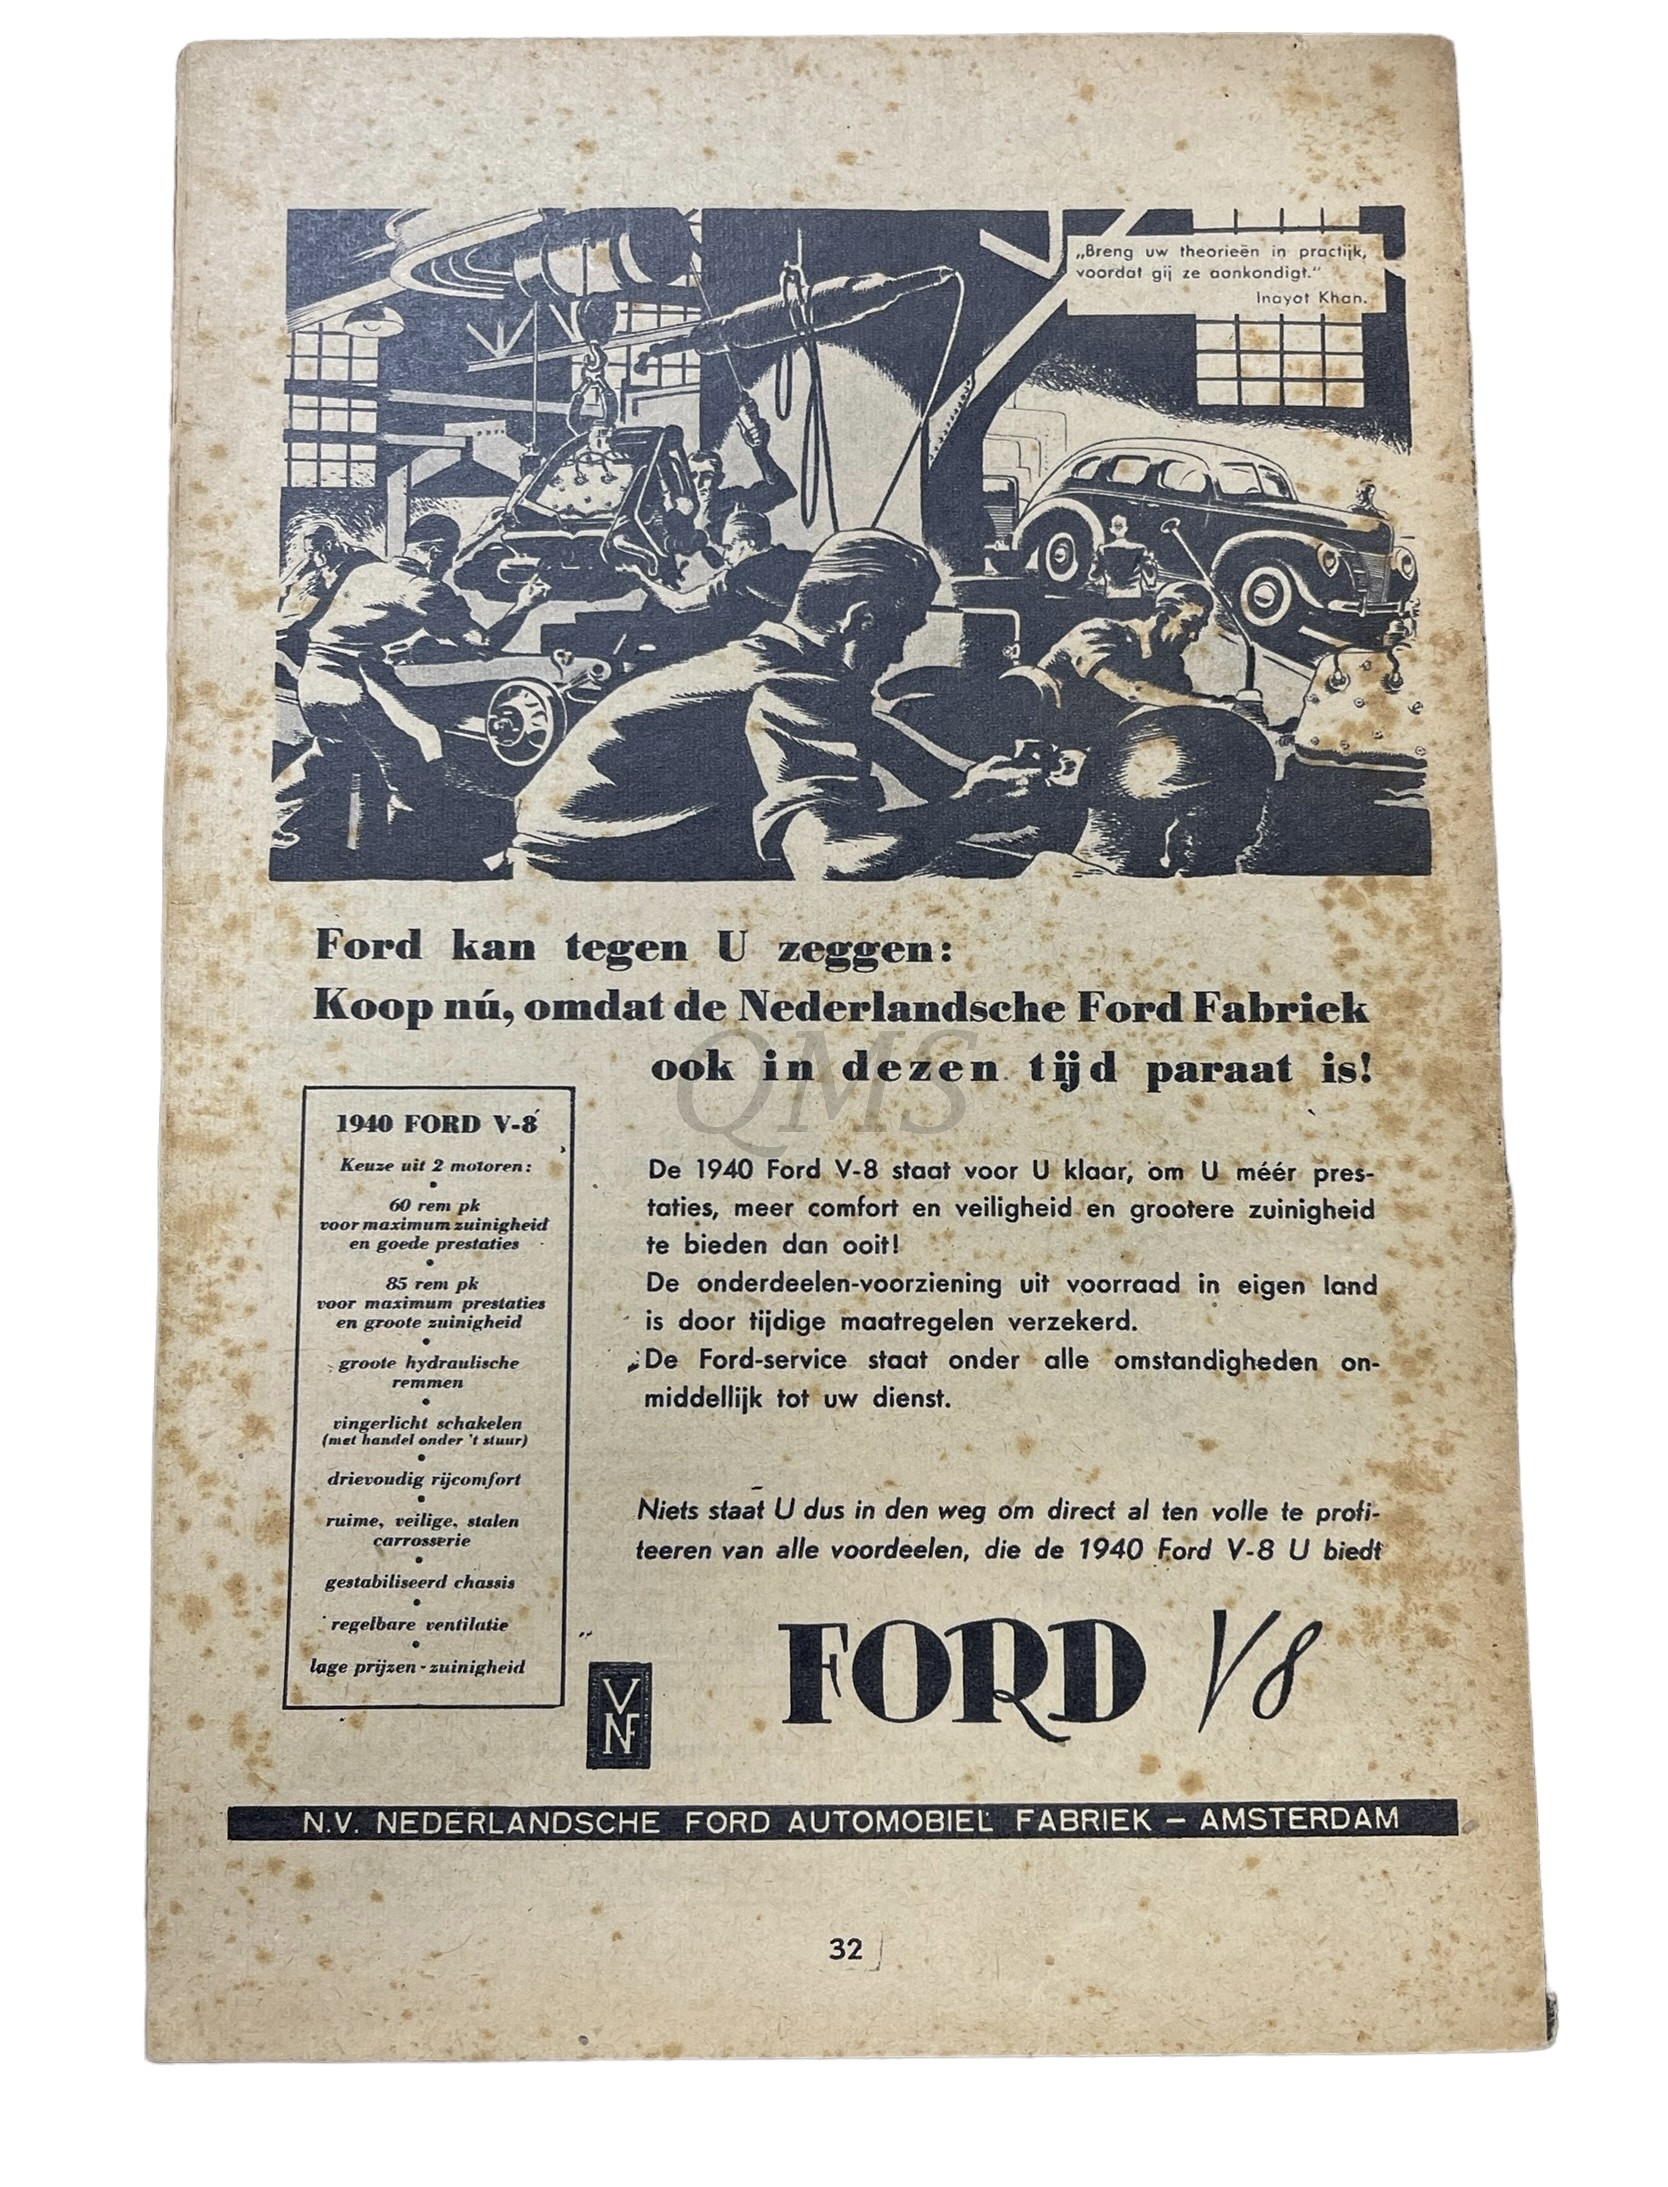 „Breng uw theorieën in practijk,
voordat gij ze aankondigt.”
Inayat Khan.
Ford kan tegen U zeggen:
Koop nú, omdat de Nederlandsche Ford Fabriek
ook in dezen tijd paraat is!
QMS
1940 FORD V-8
Keuze uit 2 motoren:
60 rem pk
voor maximum zuinigheid
en goede prestaties
85 rem pk
voor maximum prestaties
en groote zuinigheid
groote hydraulische
remmen
vingerlicht schakelen
(met handel onder 't stuur)
drievoudig rijcomfort
ruime, veilige, stalen
carrosserie
gestabiliseerd chassis
regelbare ventilatie
lage prijzen - zuinigheid
De 1940 Ford V-8 staat voor U klaar, om U méér pres-
taties, meer comfort en veiligheid en grootere zuinigheid
te bieden dan ooit!
De onderdeelen-voorziening uit voorraad in eigen land
is door tijdige maatregelen verzekerd.
De Ford-service staat onder alle omstandigheden on-
middellijk tot uw dienst.
Niets staat U dus in den weg om direct al ten volle te profi-
teeren van alle voordeelen, die de 1940 Ford V-8 U biedt
FORD V8
V
NF
N.V. NEDERLANDSCHE FORD AUTOMOBIEL FABRIEK – AMSTERDAM
32